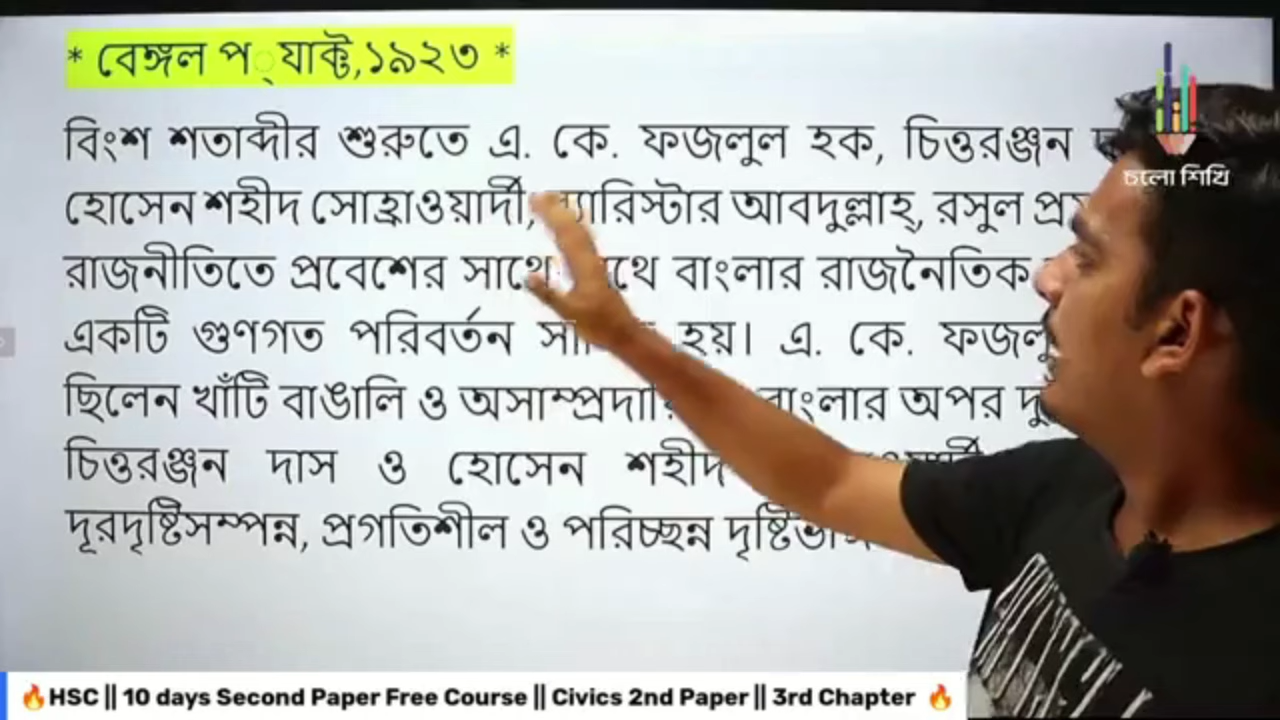 * বেঙ্গল প্যাক্ট,১৯২৩ *
বিংশ শতাব্দীর শুরুতে এ. কে. ফজলুল হক, চিত্তরঞ্জন
হোসেন শহীদ সোহ্রাওয়ার্দী, ব্যারিস্টার আবদুল্লাহ্, রসুল
রাজনীতিতে প্রবেশের সাথে সাথে বাংলার রাজনৈতিক
একটি গুণগত পরিবর্তন হয়। এ. কে.
ছিলেন খাঁটি বাঙালি ও বাংলার অপর
চিত্তরঞ্জন দাস ও হোসেন শহীদ
দূরদৃষ্টিসম্পন্ন, প্রগতিশীল ও পরিচ্ছন্ন
চলো শিখি
🔥HSC || 10 days Second Paper Free Course || Civics 2nd Paper || 3rd Chapter 🔥